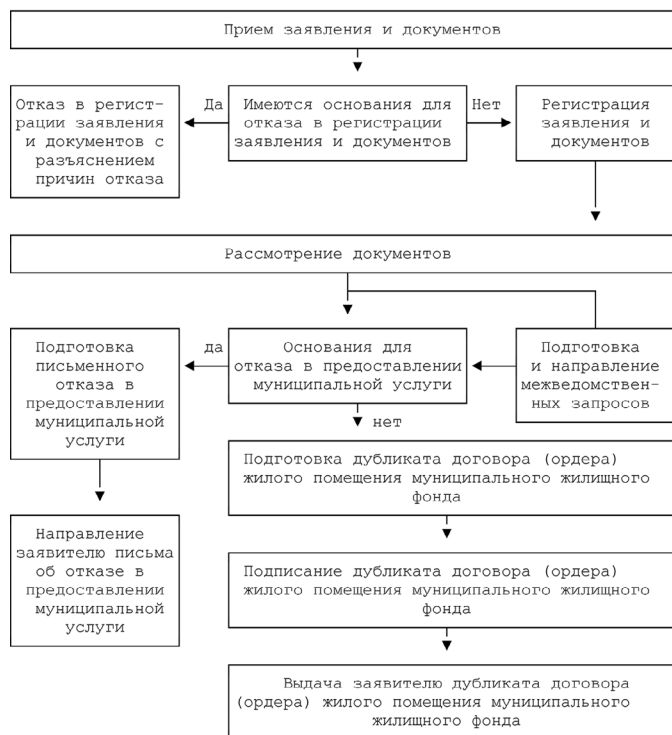 Прием заявления и документов
Отказ в регист-
рации заявления
и документов с
разъяснением
причин отказа
Да
Имеются основания для
отказа в регистрации
заявления и документов
Нет
Регистрация
заявления и
документов
Рассмотрение документов
Подготовка
письменного
отказа в
предоставлении
муниципальной
услуги
да
Основания для
отказа в предоставлении
муниципальной услуги
Подготовка
и направление
межведомствен-
ных запросов
нет
Подготовка дубликата договора (ордера)
жилого помещения муниципального жилищного
фонда
Направление
заявителю письма
об отказе в
предоставлении
муниципальной
услуги
Подписание дубликата договора (ордера)
жилого помещения муниципального жилищного
фонда
Выдача заявителю дубликата договора
(ордера) жилого помещения муниципального
жилищного фонда